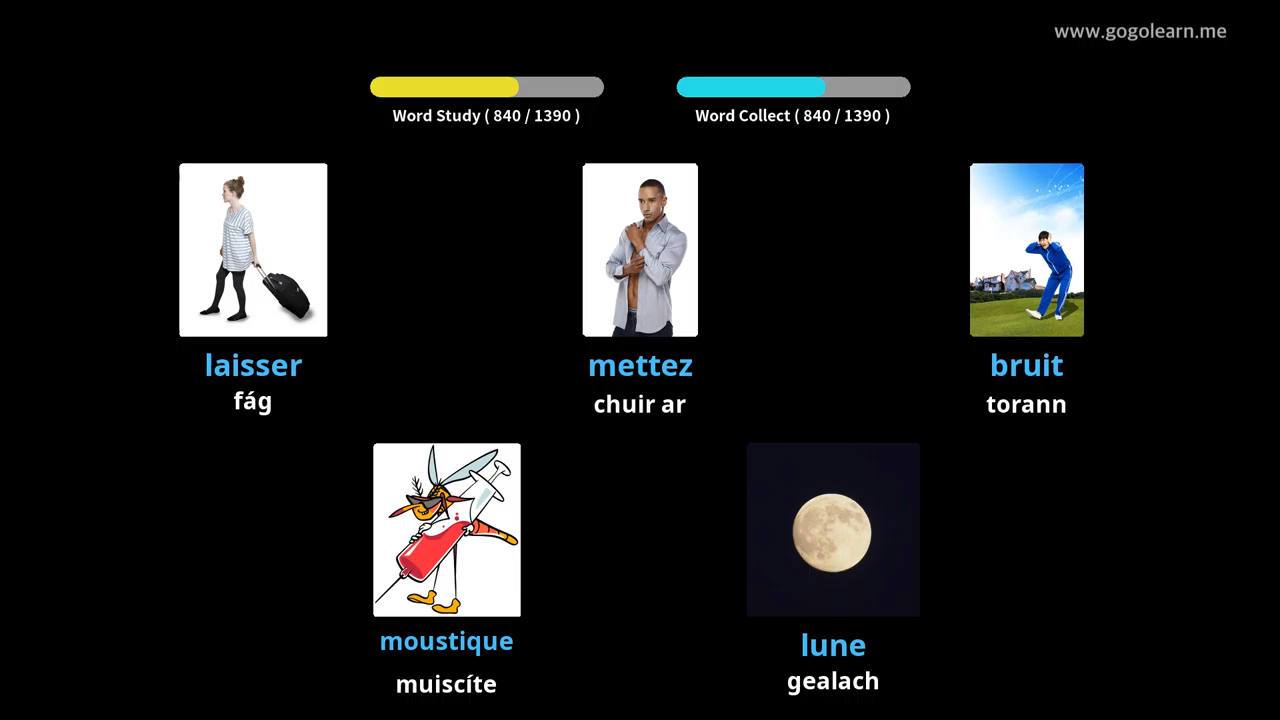 www.gogolearn.me
Word Study ( 840 / 1390 )
Word Collect ( 840 / 1390 )
laisser
fág
mettez
chuir ar
bruit
torann
moustique
muiscíte
lune
gealach